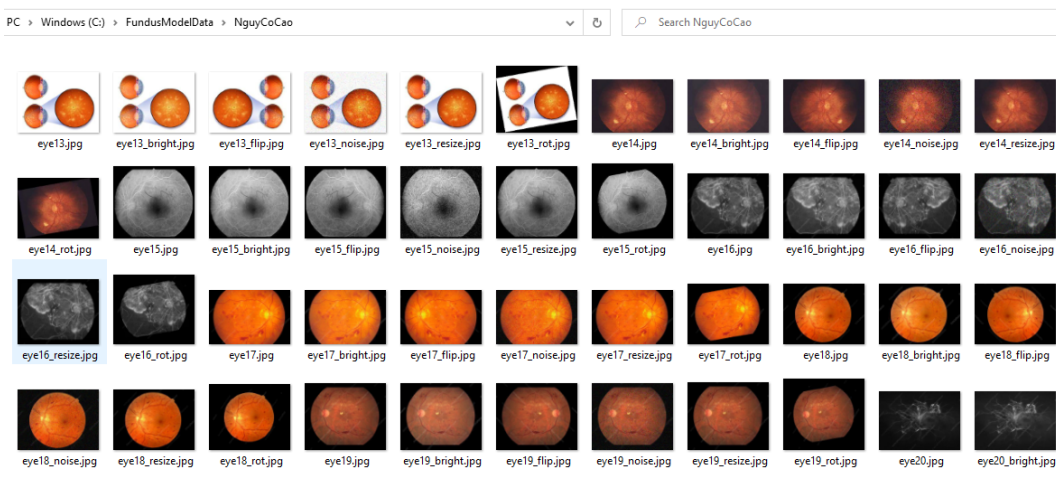 PC > Windows (C:) > FundusModelData > NguyCoCao Search NguyCoCao
eye13.jpg eye13_bright.jpg eye13_flip.jpg eye13_noise.jpg eye13_resize.jpg eye13_rot.jpg eye14.jpg eye14_bright.jpg eye14_flip.jpg eye14_noise.jpg eye14_resize.jpg
eye14_rot.jpg eye15.jpg eye15_bright.jpg eye15_flip.jpg eye15_noise.jpg eye15_resize.jpg eye15_rot.jpg eye16.jpg eye16_bright.jpg eye16_flip.jpg eye16_noise.jpg
eye16_resize.jpg eye16_rot.jpg eye17.jpg eye17_bright.jpg eye17_flip.jpg eye17_noise.jpg eye17_resize.jpg eye17_rot.jpg eye18.jpg eye18_bright.jpg eye18_flip.jpg
eye18_noise.jpg eye18_resize.jpg eye18_rot.jpg eye19.jpg eye19_bright.jpg eye19_flip.jpg eye19_noise.jpg eye19_resize.jpg eye19_rot.jpg eye20.jpg eye20_bright.jpg